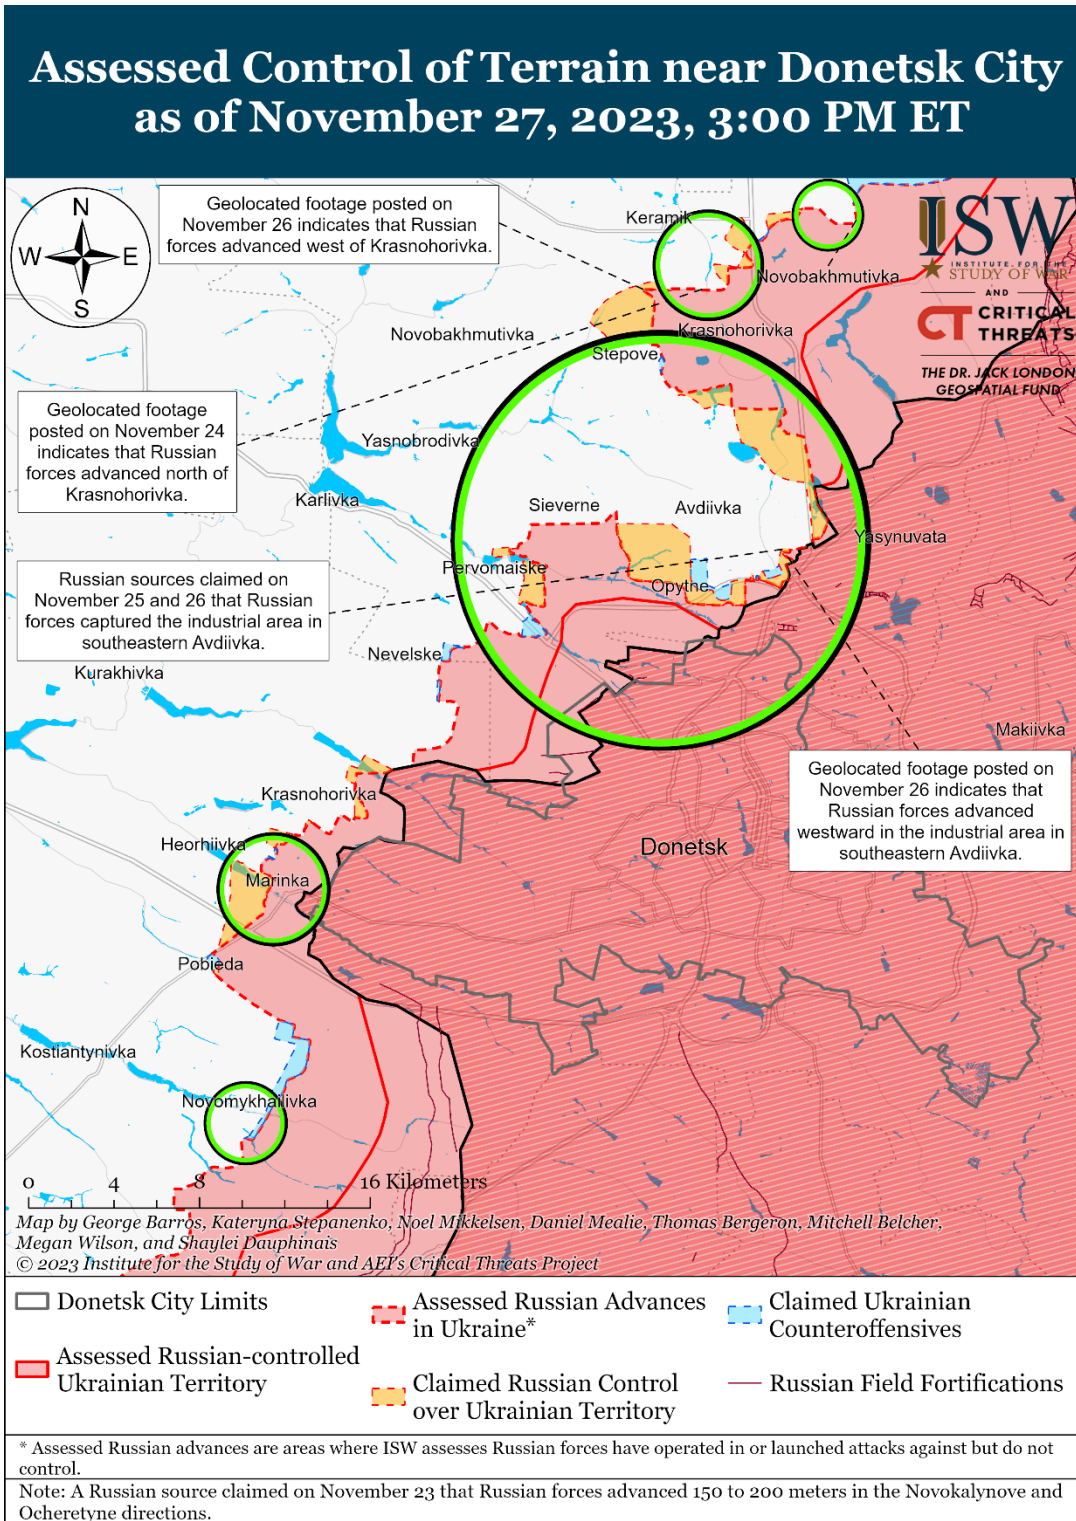 Assessed Control of Terrain near Donetsk City
as of November 27, 2023, 3:00 PM ET
N
W
E
S
Geolocated footage posted on
November 26 indicates that Russian
forces advanced west of Krasnohorivka.
Keramik
ISW
INSTITUTE FOR THE
STUDY OF WAR
AND
CT CRITICAL
THREATS
THE DR. JACK LONDON
GEOSPATIAL FUND
Novobakhmutivka
Novobakhmutivka
Krasnohorivka
Stepove
Geolocated footage
posted on November 24
indicates that Russian
forces advanced north of
Krasnohorivka.
Yasnobrodivka
Karlivka
Sieverne
Avdiivka
Yasynuvata
Pervomaiske
Opytne
Russian sources claimed on
November 25 and 26 that Russian
forces captured the industrial area in
southeastern Avdiivka.
Nevelske
Kurakhivka
Makiivka
Geolocated footage posted on
November 26 indicates that
Russian forces advanced
westward in the industrial area in
southeastern Avdiivka.
Krasnohorivka
Heorhiivka
Donetsk
Marinka
Pobieda
Kostiantynivka
Novomykhailivka
0 4 8 16 Kilometers
Map by George Barros, Kateryna Stepanenko, Noel Mikkelsen, Daniel Mealie, Thomas Bergeron, Mitchell Belcher,
Megan Wilson, and Shaylei Dauphinais
© 2023 Institute for the Study of War and AEI's Critical Threats Project
Donetsk City Limits
Assessed Russian-controlled
Ukrainian Territory
Assessed Russian Advances
in Ukraine*
Claimed Russian Control
over Ukrainian Territory
Claimed Ukrainian
Counteroffensives
Russian Field Fortifications
* Assessed Russian advances are areas where ISW assesses Russian forces have operated in or launched attacks against but do not
control.
Note: A Russian source claimed on November 23 that Russian forces advanced 150 to 200 meters in the Novokalynove and
Ocheretyne directions.